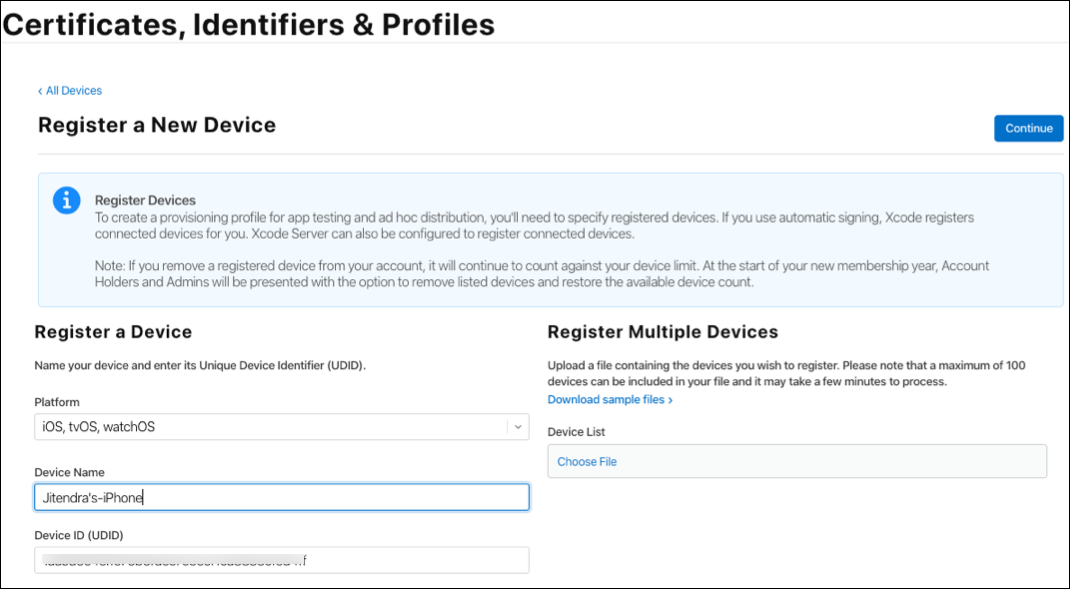 Certificates, Identifiers & Profiles
‹ All Devices
Register a New Device
Continue
Register Devices
To create a provisioning profile for app testing and ad hoc distribution, you'll need to specify registered devices. If you use automatic signing, Xcode registers
connected devices for you. Xcode Server can also be configured to register connected devices.
Note: If you remove a registered device from your account, it will continue to count against your device limit. At the start of your new membership year, Account
Holders and Admins will be presented with the option to remove listed devices and restore the available device count.
Register a Device
Name your device and enter its Unique Device Identifier (UDID).
Platform
iOS, tvOS, watchOS
Device Name
Jitendra's-iPhone
Device ID (UDID)
Register Multiple Devices
Upload a file containing the devices you wish to register. Please note that a maximum of 100
devices can be included in your file and it may take a few minutes to process.
Download sample files ›
Device List
Choose File